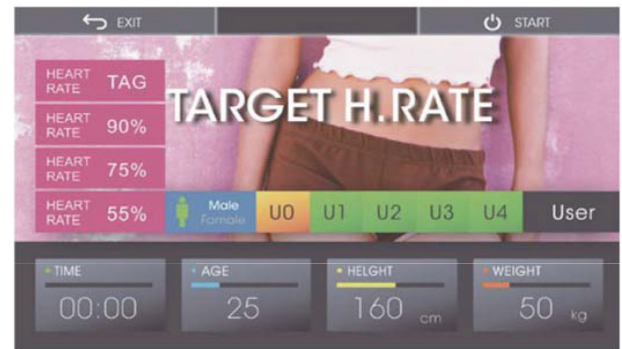 EXIT
START
HEART RATE TAG
TARGET H.RATE
HEART RATE 90%
HEART RATE 75%
HEART RATE 55%
Male
Famale
U0 U1 U2 U3 U4 User
TIME
AGE
HELGHT
WEIGHT
00:00
25
160 cm
50 kg